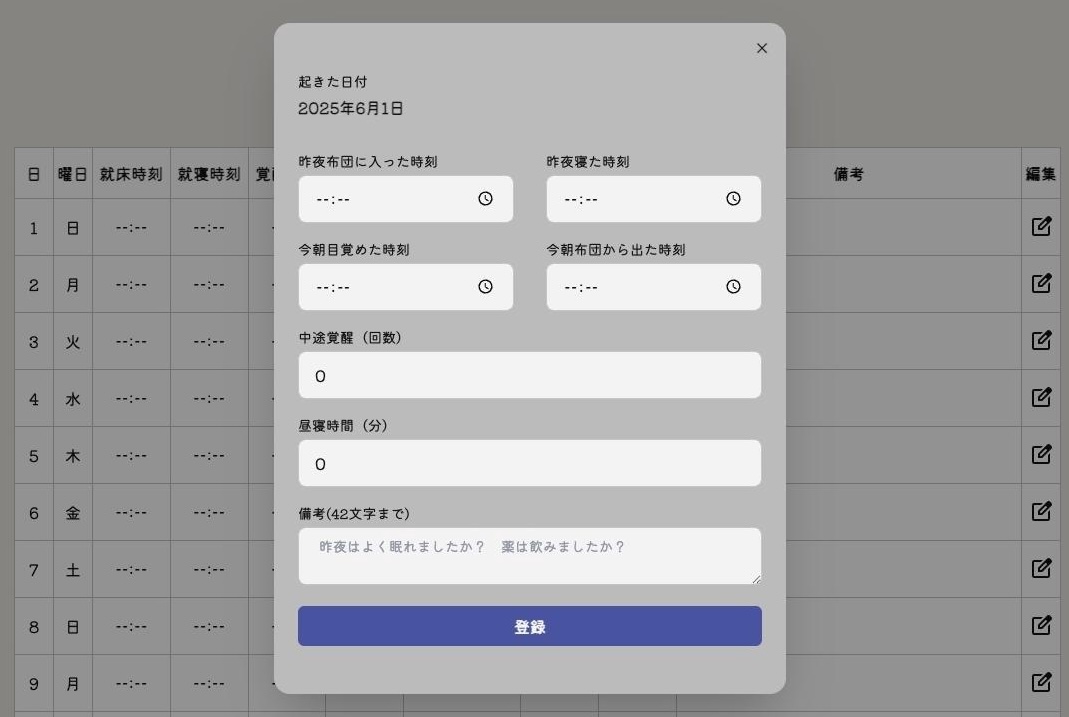 ×
起きた日付
2025年6月1日
昨夜布団に入った時刻 昨夜寝た時刻
--:-- --:--
今朝目覚めた時刻 今朝布団から出た時刻
--:-- --:--
中途覚醒（回数）
0
昼寝時間（分）
0
備考(42文字まで)
昨夜はよく眠れましたか？　薬は飲みましたか？
登録
日 曜日 就床時刻 就寝時刻 覚 備考 編集
1 日 --:-- --:--
2 月 --:-- --:--
3 火 --:-- --:--
4 水 --:-- --:--
5 木 --:-- --:--
6 金 --:-- --:--
7 土 --:-- --:--
8 日 --:-- --:--
9 月 --:-- --:--